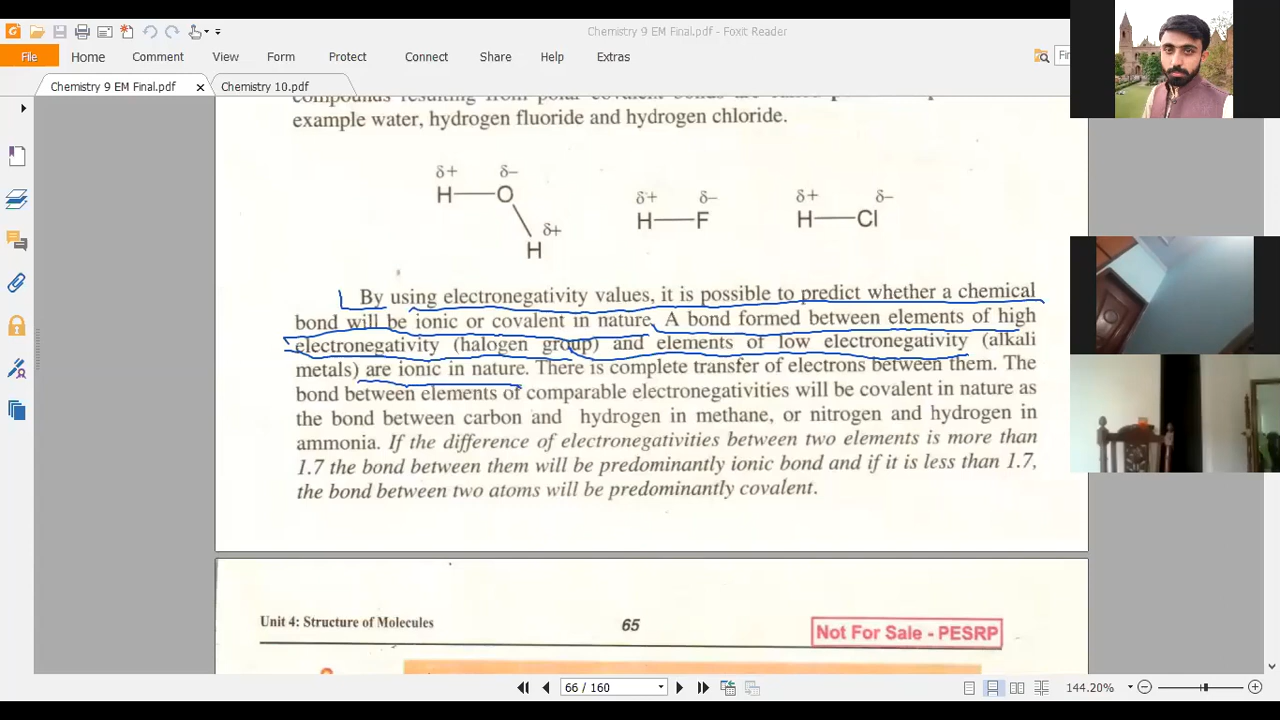 Chemistry 9 EM Final.pdf - Foxit Reader
File Home Comment View Form Protect Connect Share Help Extras
Chemistry 9 EM Final.pdf Chemistry 10.pdf
compounds resulting from polar covalent bonds are called
example water, hydrogen fluoride and hydrogen chloride.
δ+ δ–
H O
δ+
H
δ+ δ–
H F
δ+ δ–
H Cl
By using electronegativity values, it is possible to predict whether a chemical
bond will be ionic or covalent in nature. A bond formed between elements of high
electronegativity (halogen group) and elements of low electronegativity (alkali
metals) are ionic in nature. There is complete transfer of electrons between them. The
bond between elements of comparable electronegativities will be covalent in nature as
the bond between carbon and hydrogen in methane, or nitrogen and hydrogen in
ammonia. If the difference of electronegativities between two elements is more than
1.7 the bond between them will be predominantly ionic bond and if it is less than 1.7,
the bond between two atoms will be predominantly covalent.
Unit 4: Structure of Molecules 65 Not For Sale - PESRP
66 / 160 144.20%